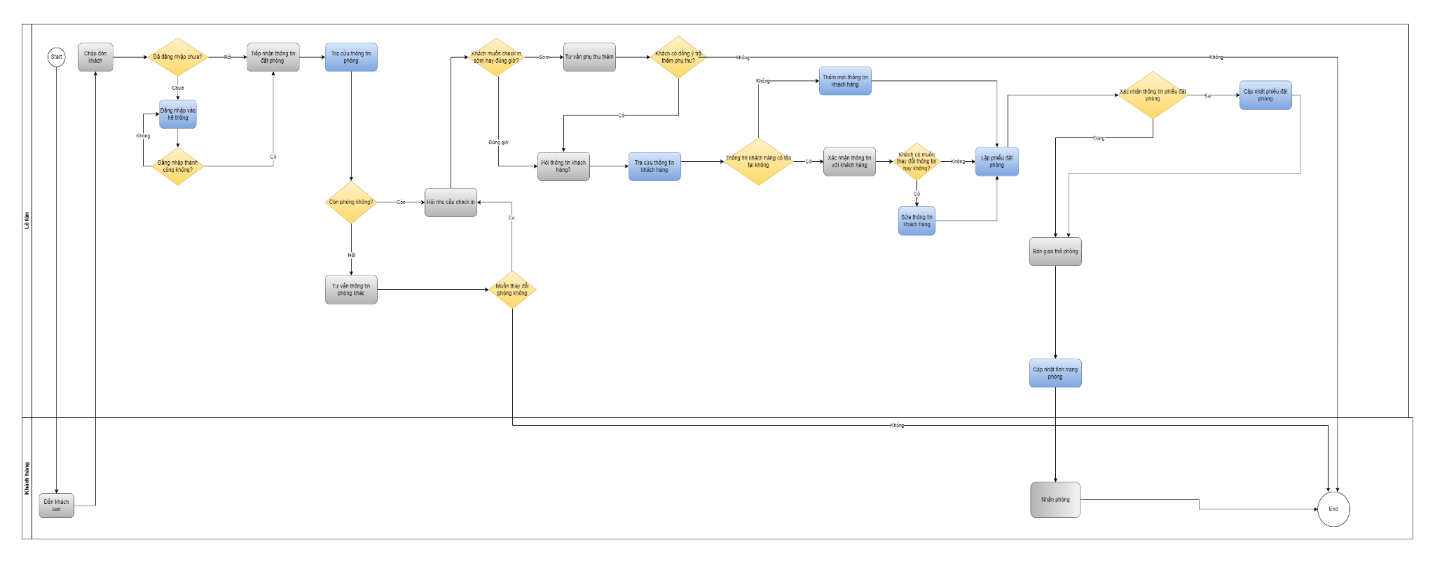 Lễ tân
Start
Chào đón
khách
Đã đăng nhập chưa?
Rồi
Tiếp nhận thông tin
đặt phòng
Tra cứu thông tin
phòng
Chưa
Đăng nhập vào
hệ thống
Không
Đăng nhập thành
công không?
Có
Còn phòng không?
Còn
Hỏi nhu cầu check in
Hết
Tư vấn thông tin
phòng khác
Muốn thay đổi
phòng không
Có
Không
Khách muốn check in
sớm hay đúng giờ?
Sớm
Tư vấn phụ thu thêm
Khách có đồng ý trả
thêm phụ thu?
Không
Không
Có
Đúng giờ
Hỏi thông tin khách
hàng?
Tra cứu thông tin
khách hàng
Thông tin khách hàng có tồn
tại không
Không
Thêm mới thông tin
khách hàng
Có
Xác nhận thông tin
với khách hàng
Khách có muốn
thay đổi thông tin
hay không?
Không
Có
Sửa thông tin
khách hàng
Lập phiếu đặt
phòng
Xác nhận thông tin phiếu đặt
phòng
Sai
Cập nhật phiếu đặt
phòng
Đúng
Bàn giao thẻ phòng
Cập nhật tình trạng
phòng
Khách hàng
Đến khách
sạn
Nhận phòng
End